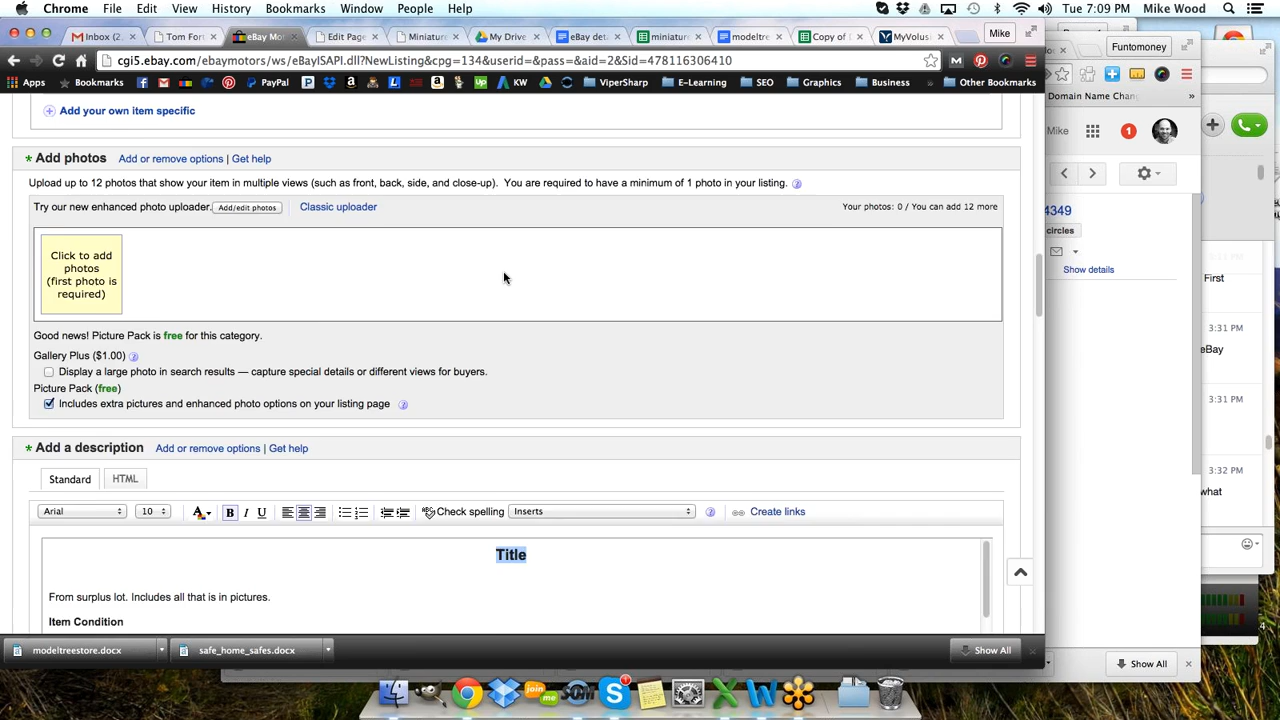 Chrome File Edit View History Bookmarks Window People Help Tue 7:09 PM Mike Wood
Inbox (2, Tom Fort eBay Mot Edit Page Miniatur My Drive eBay det miniature modeltre Copy of L MyVolusi Mike
cgi5.ebay.com/ebaymotors/ws/eBayISAPI.dll?NewListing&cpg=134&userid=&pass=&aid=2&Sid=478116306410
Apps Bookmarks KW ViperSharp E-Learning SEO Graphics Business PayPal Other Bookmarks
Funtomoney
Domain Name Chan
Mike 1
4349
circles
Show details
First
3:31 PM
eBay
3:31 PM
3:32 PM
what
Add your own item specific
* Add photos Add or remove options | Get help
Upload up to 12 photos that show your item in multiple views (such as front, back, side, and close-up). You are required to have a minimum of 1 photo in your listing.
Try our new enhanced photo uploader. Add/edit photos Classic uploader Your photos: 0 / You can add 12 more
Click to add
photos
(first photo is
required)
Good news! Picture Pack is free for this category.
Gallery Plus ($1.00)
Display a large photo in search results — capture special details or different views for buyers.
Picture Pack (free)
Includes extra pictures and enhanced photo options on your listing page
* Add a description Add or remove options | Get help
Standard HTML
Arial 10 A B I U Check spelling Inserts Create links
Title
From surplus lot. Includes all that is in pictures.
Item Condition
modeltreestore.docx safe_home_safes.docx Show All
Show All